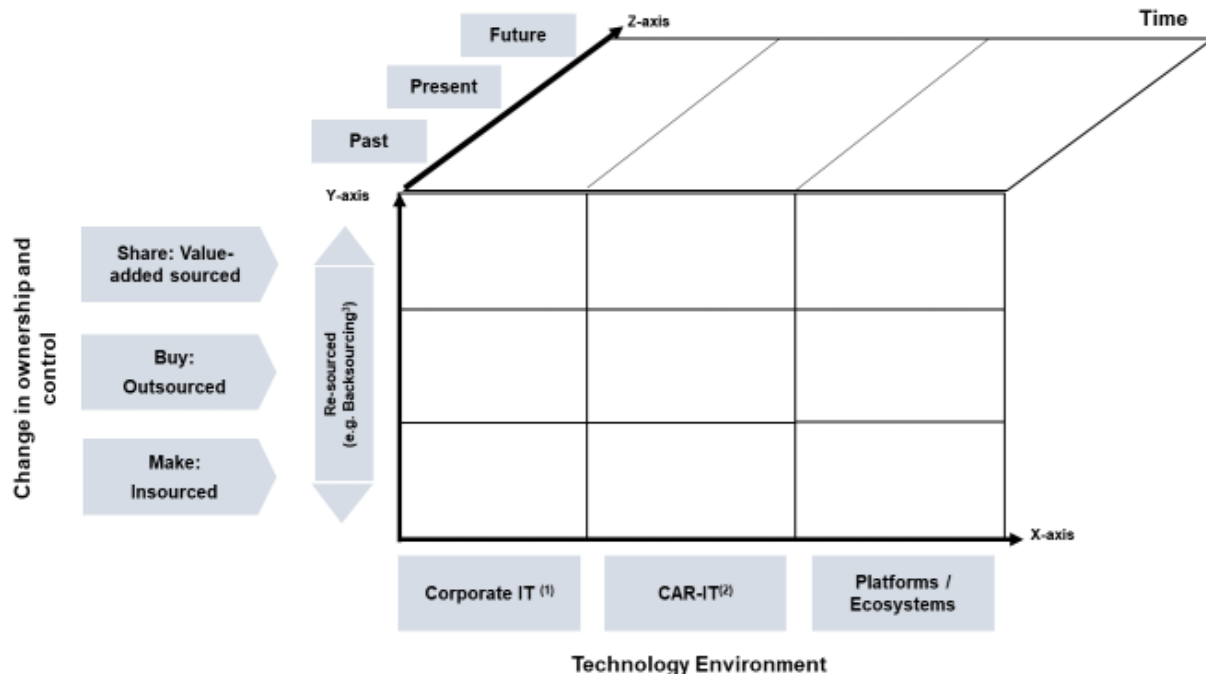 Z-axis
Time
Future
Present
Past
Y-axis
Change in ownership and
control
Share: Value-
added sourced
Buy:
Outsourced
Make:
Insourced
Re-sourced
(e.g. Backsourcing³)
X-axis
Corporate IT ⁽¹⁾
CAR-IT⁽²⁾
Platforms /
Ecosystems
Technology Environment